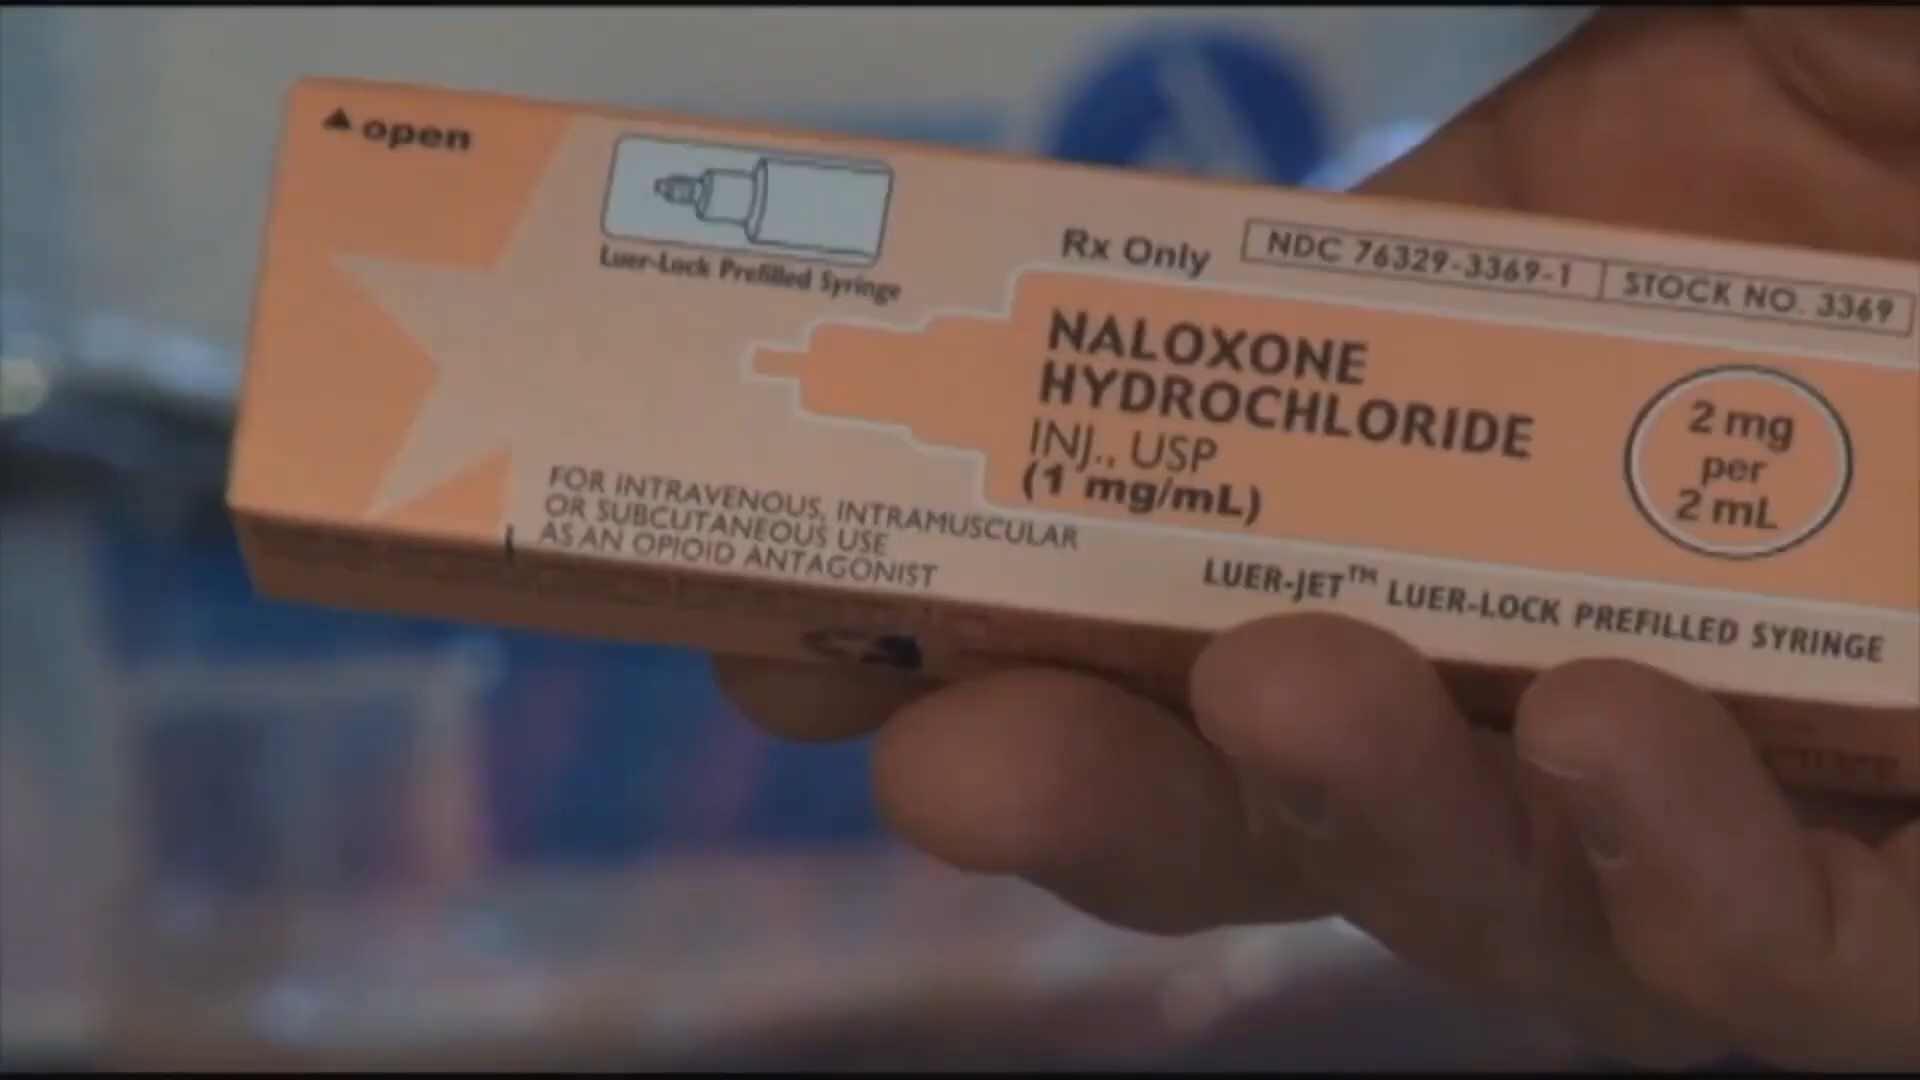 open
Luer-Lock Prefilled Syringe
Rx Only
NDC 76329-3369-1
STOCK NO. 3369
NALOXONE
HYDROCHLORIDE
INJ., USP
(1 mg/mL)
2 mg
per
2 mL
FOR INTRAVENOUS, INTRAMUSCULAR
OR SUBCUTANEOUS USE
AS AN OPIOID ANTAGONIST
LUER-JET™ LUER-LOCK PREFILLED SYRINGE